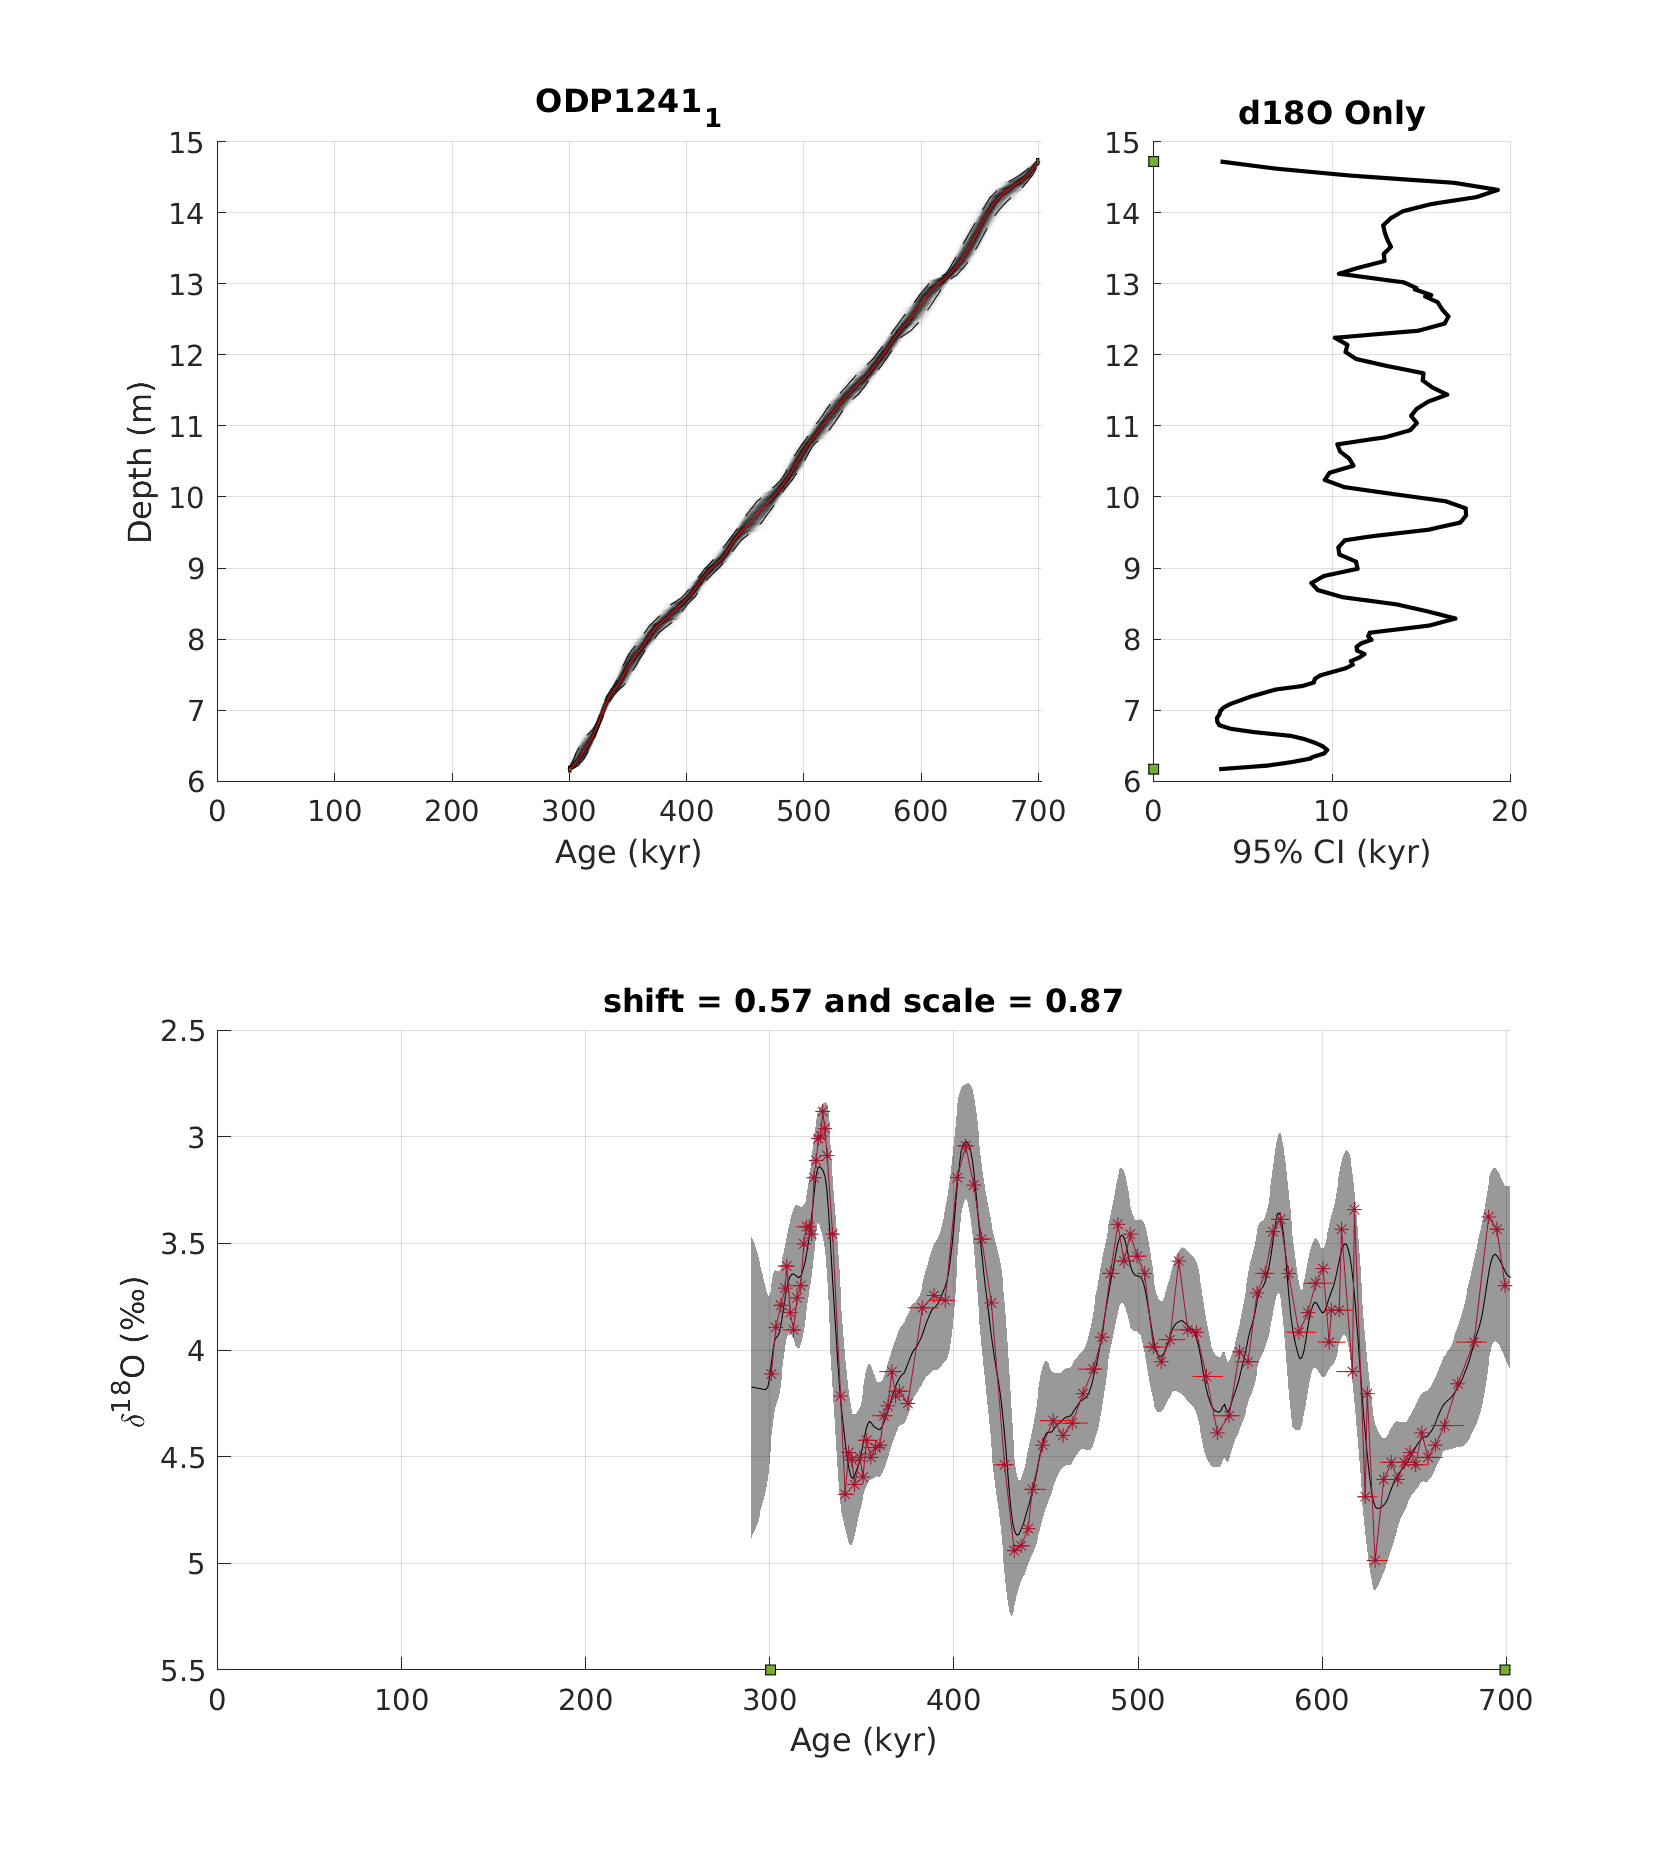 ODP1241₁
15
14
13
12
11
10
9
8
7
6
Depth (m)
0 100 200 300 400 500 600 700
Age (kyr)
d18O Only
15
14
13
12
11
10
9
8
7
6
0 10 20
95% CI (kyr)
shift = 0.57 and scale = 0.87
2.5
3
3.5
4
4.5
5
5.5
δ¹⁸O (‰)
0 100 200 300 400 500 600 700
Age (kyr)